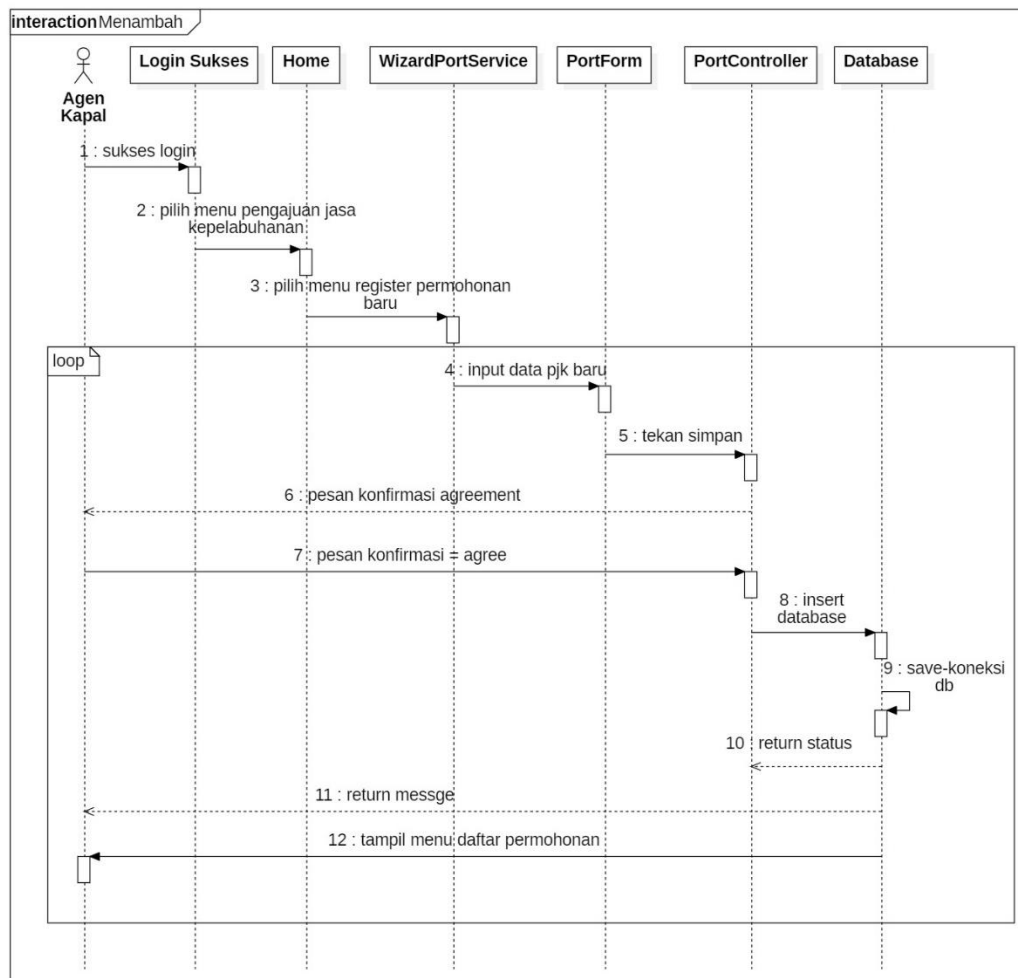 interaction Menambah
Agen
Kapal
Login Sukses
Home
WizardPortService
PortForm
PortController
Database
1 : sukses login
2 : pilih menu pengajuan jasa
kepelabuhanan
3 : pilih menu register permohonan
baru
loop
4 : input data pjk baru
5 : tekan simpan
6 : pesan konfirmasi agreement
7 : pesan konfirmasi = agree
8 : insert
database
9 : save-koneksi
db
10 : return status
11 : return messge
12 : tampil menu daftar permohonan